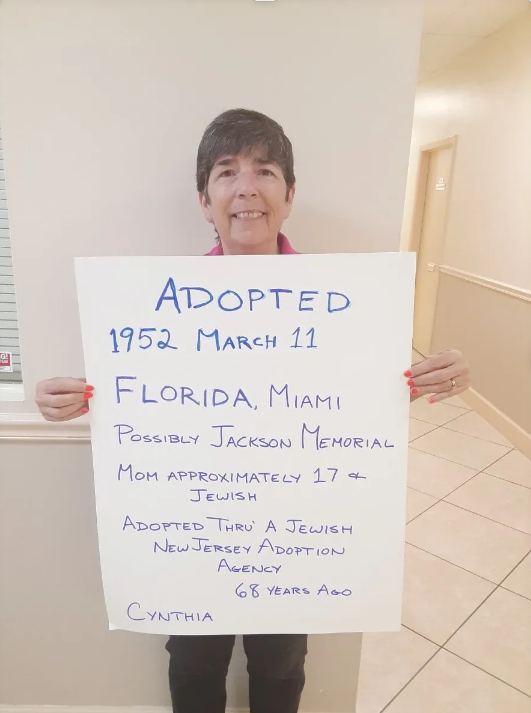 ADOPTED
1952 MARCH 11
FLORIDA, MIAMI
POSSIBLY JACKSON MEMORIAL
MOM APPROXIMATELY 17 &
JEWISH
ADOPTED THRU' A JEWISH
NEW JERSEY ADOPTION
AGENCY
68 YEARS AGO
CYNTHIA